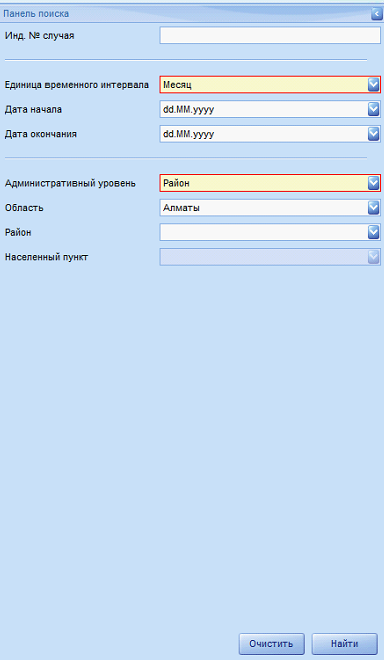 Панель поиска
Инд. № случая
Единица временного интервала Месяц
Дата начала dd.MM.yyyy
Дата окончания dd.MM.yyyy
Административный уровень Район
Область Алматы
Район
Населенный пункт
Очистить Найти